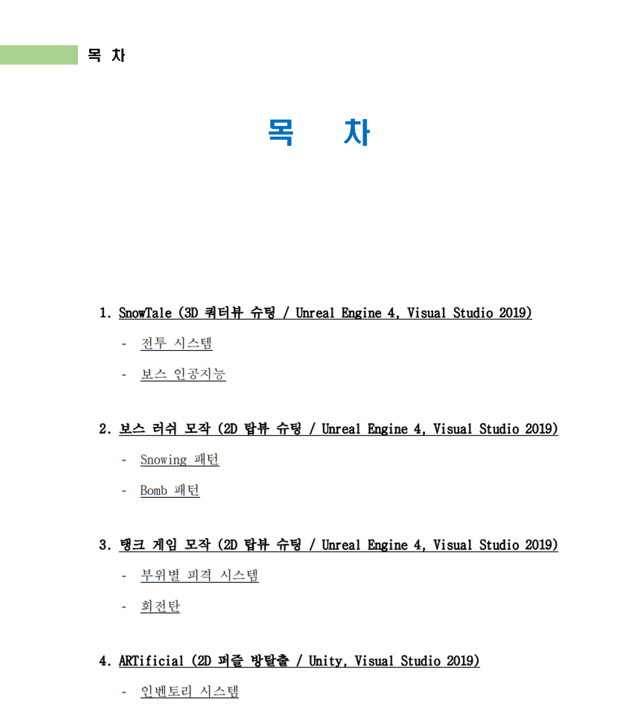 목 차
목 차
1. SnowTale (3D 쿼터뷰 슈팅 / Unreal Engine 4, Visual Studio 2019)
- 전투 시스템
- 보스 인공지능
2. 보스 러쉬 모작 (2D 탑뷰 슈팅 / Unreal Engine 4, Visual Studio 2019)
- Snowing 패턴
- Bomb 패턴
3. 탱크 게임 모작 (2D 탑뷰 슈팅 / Unreal Engine 4, Visual Studio 2019)
- 부위별 피격 시스템
- 회전탄
4. ARTificial (2D 퍼즐 방탈출 / Unity, Visual Studio 2019)
- 인벤토리 시스템